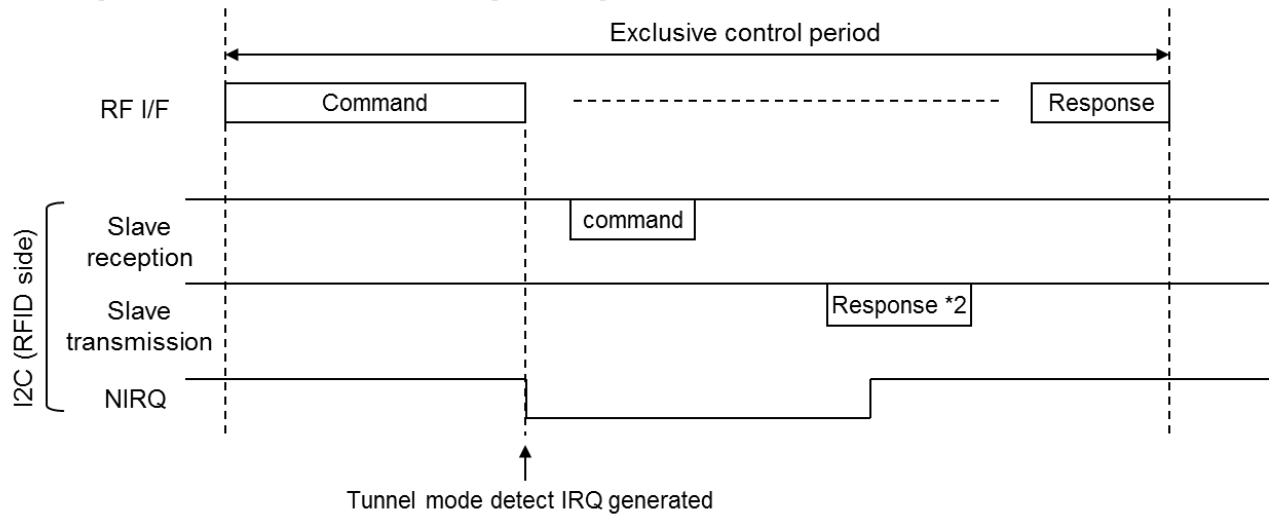 Exclusive control period
RF I/F
Command
Response
I2C (RFID side)
Slave
reception
command
Slave
transmission
Response *2
NIRQ
Tunnel mode detect IRQ generated